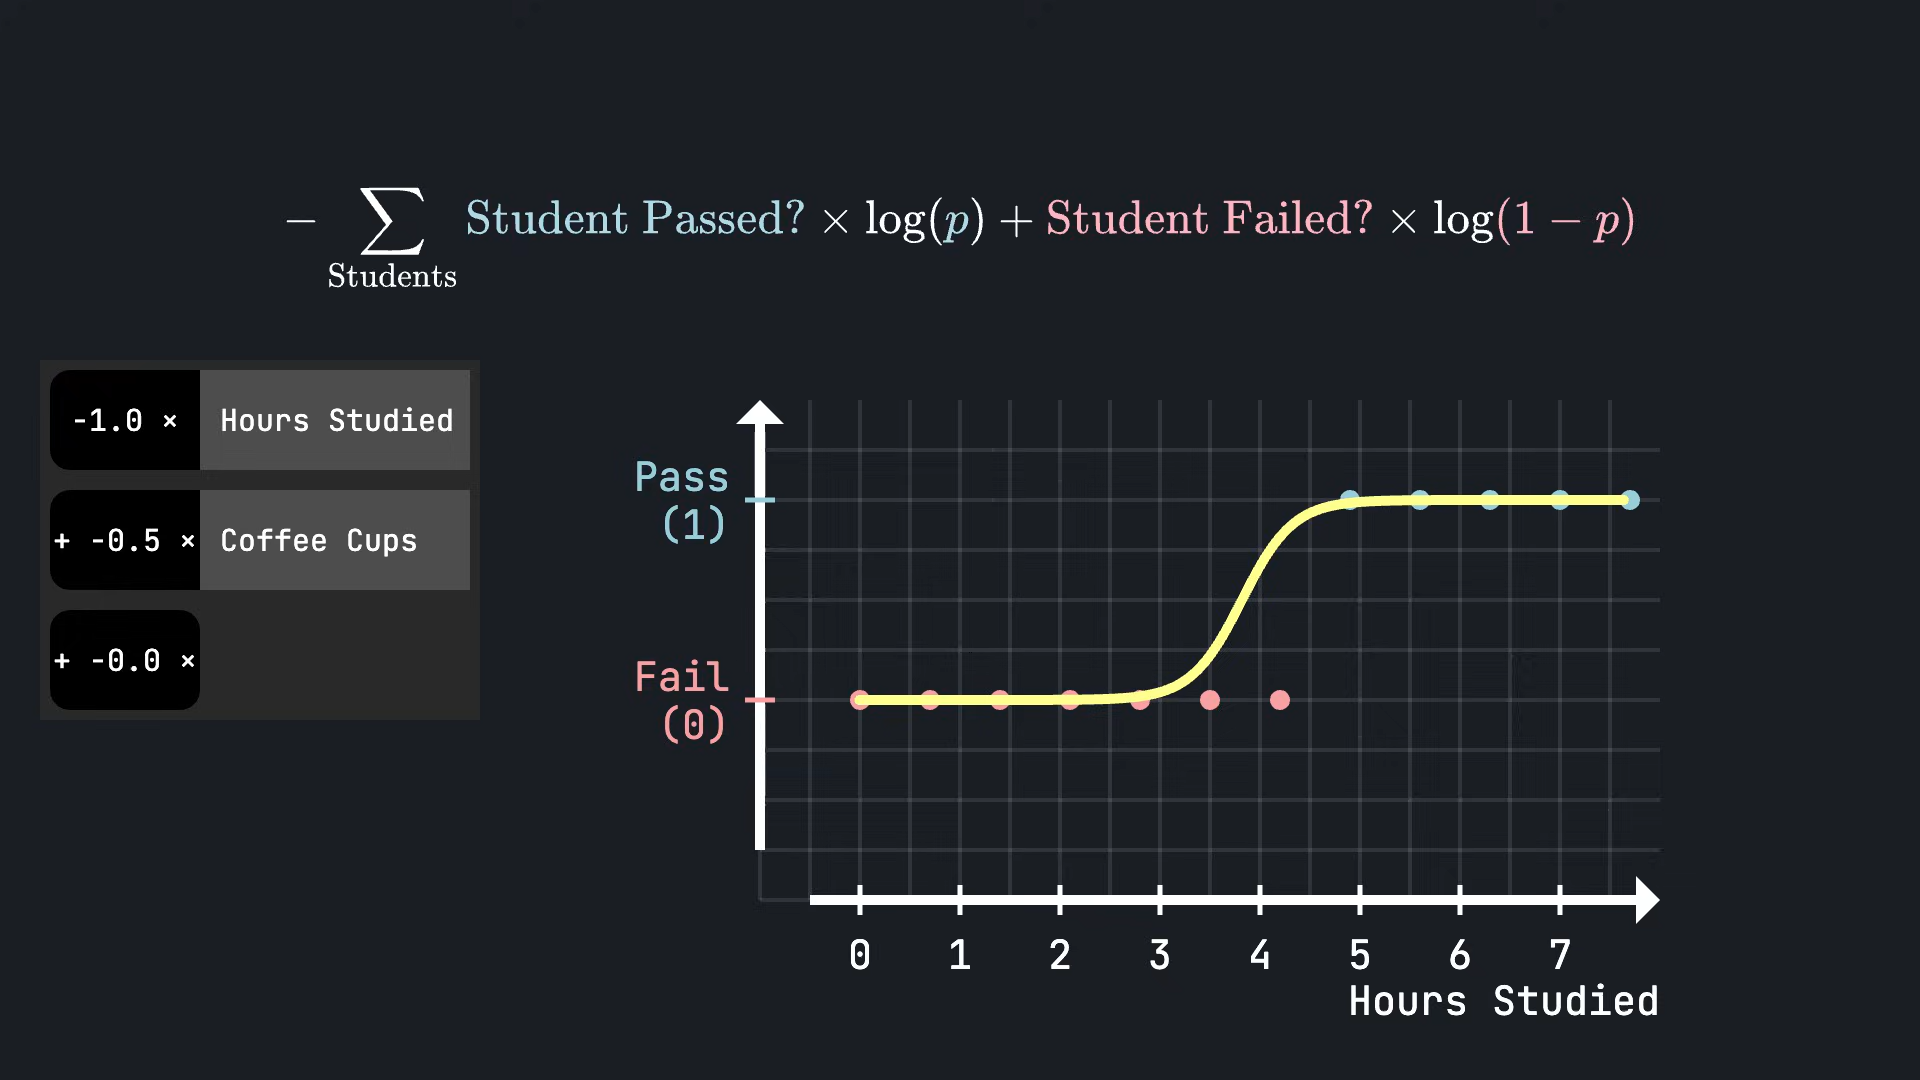 − ∑ Student Passed? × log(p) + Student Failed? × log(1 − p)
Students
-1.0 × Hours Studied
+ -0.5 × Coffee Cups
+ -0.0 ×
Pass
(1)
Fail
(0)
0 1 2 3 4 5 6 7
Hours Studied